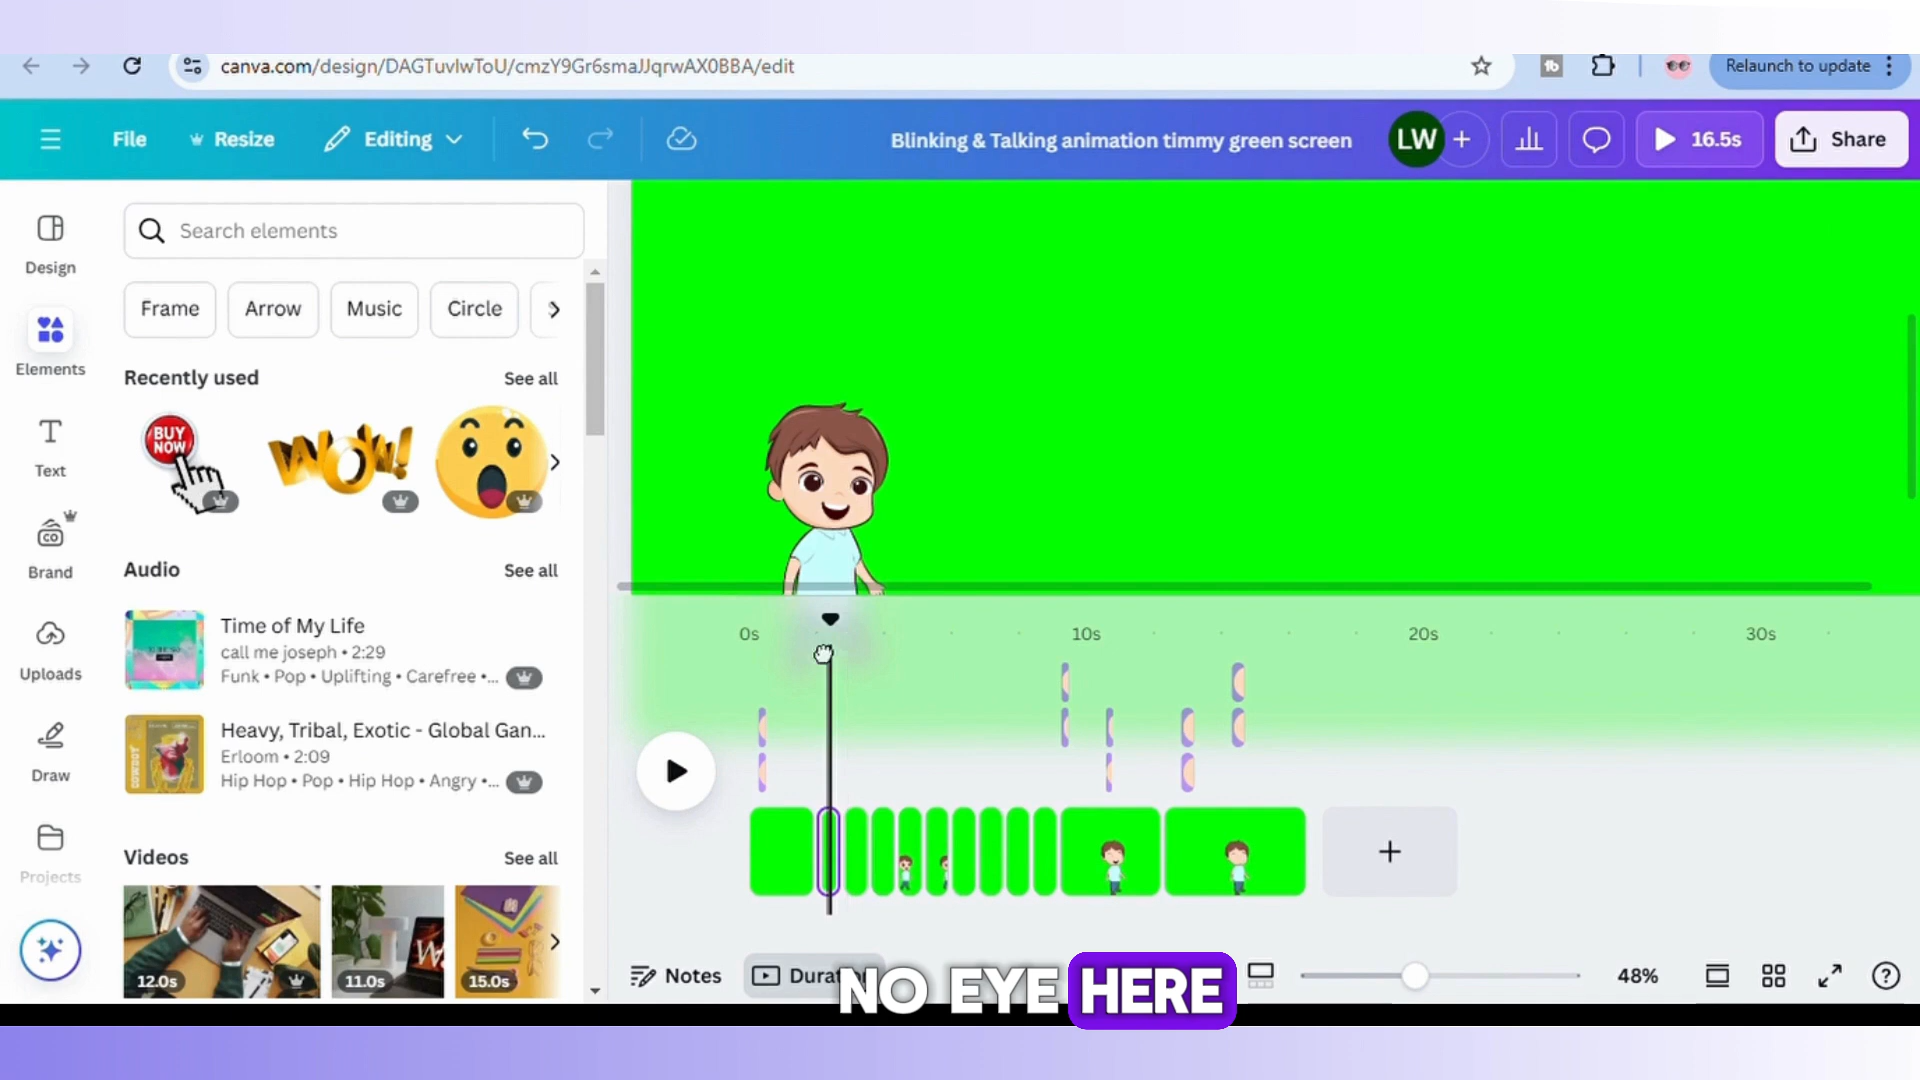 canva.com/design/DAGTuvlwToU/cmzY9Gr6smaJJqrwAX0BBA/edit
Relaunch to update
File
Resize
Editing
Blinking & Talking animation timmy green screen
LW
16.5s
Share
Design
Elements
Text
Brand
Uploads
Draw
Projects
Search elements
Frame
Arrow
Music
Circle
Recently used
See all
BUY
NOW
WOW!
Audio
See all
Time of My Life
call me joseph • 2:29
Funk • Pop • Uplifting • Carefree •...
Heavy, Tribal, Exotic - Global Gan...
Erloom • 2:09
Hip Hop • Pop • Hip Hop • Angry •...
Videos
See all
12.0s
11.0s
15.0s
0s
10s
20s
30s
Notes
48%
NO EYE HERE